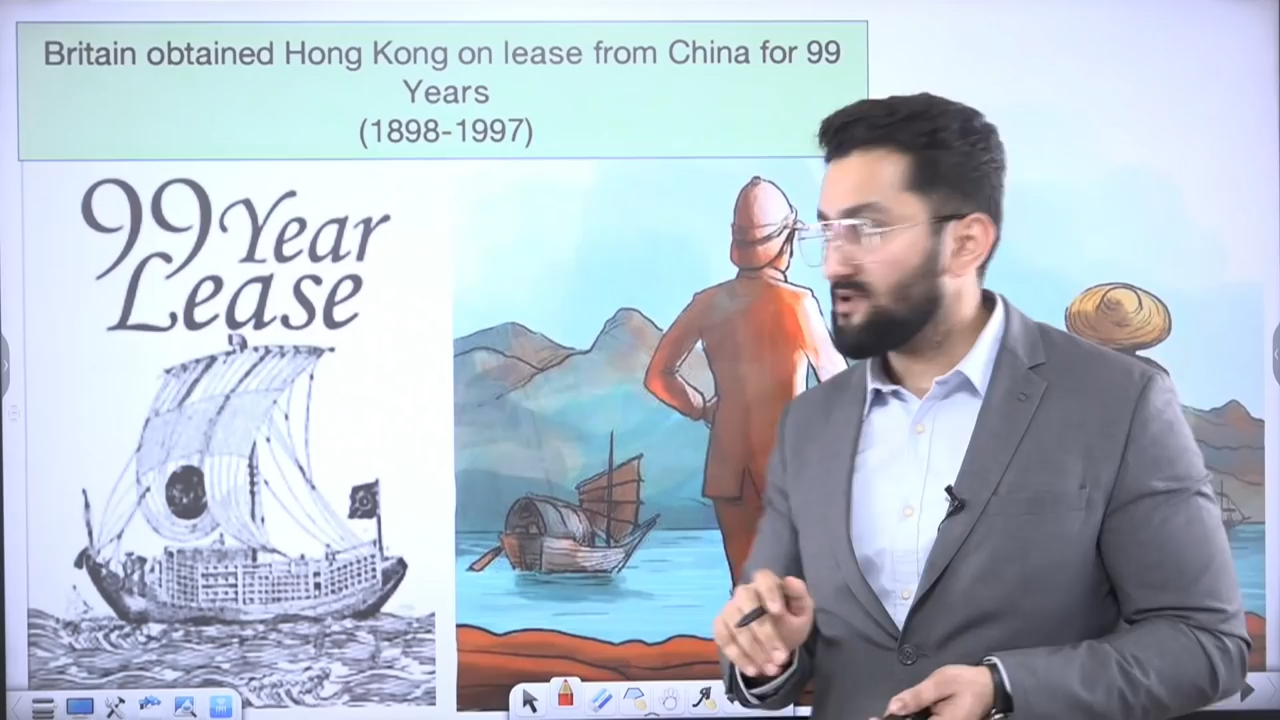 Britain obtained Hong Kong on lease from China for 99
Years
(1898-1997)
99 Year
Lease